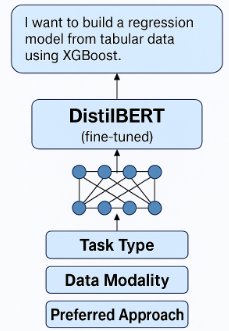 I want to build a regression
model from tabular data
using XGBoost.
DistilBERT
(fine-tuned)
Task Type
Data Modality
Preferred Approach